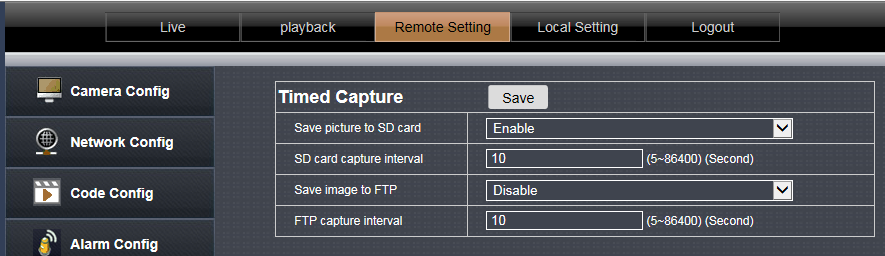 Live playback Remote Setting Local Setting Logout
Camera Config
Network Config
Code Config
Alarm Config
Timed Capture Save
Save picture to SD card Enable
SD card capture interval 10 (5~86400) (Second)
Save image to FTP Disable
FTP capture interval 10 (5~86400) (Second)